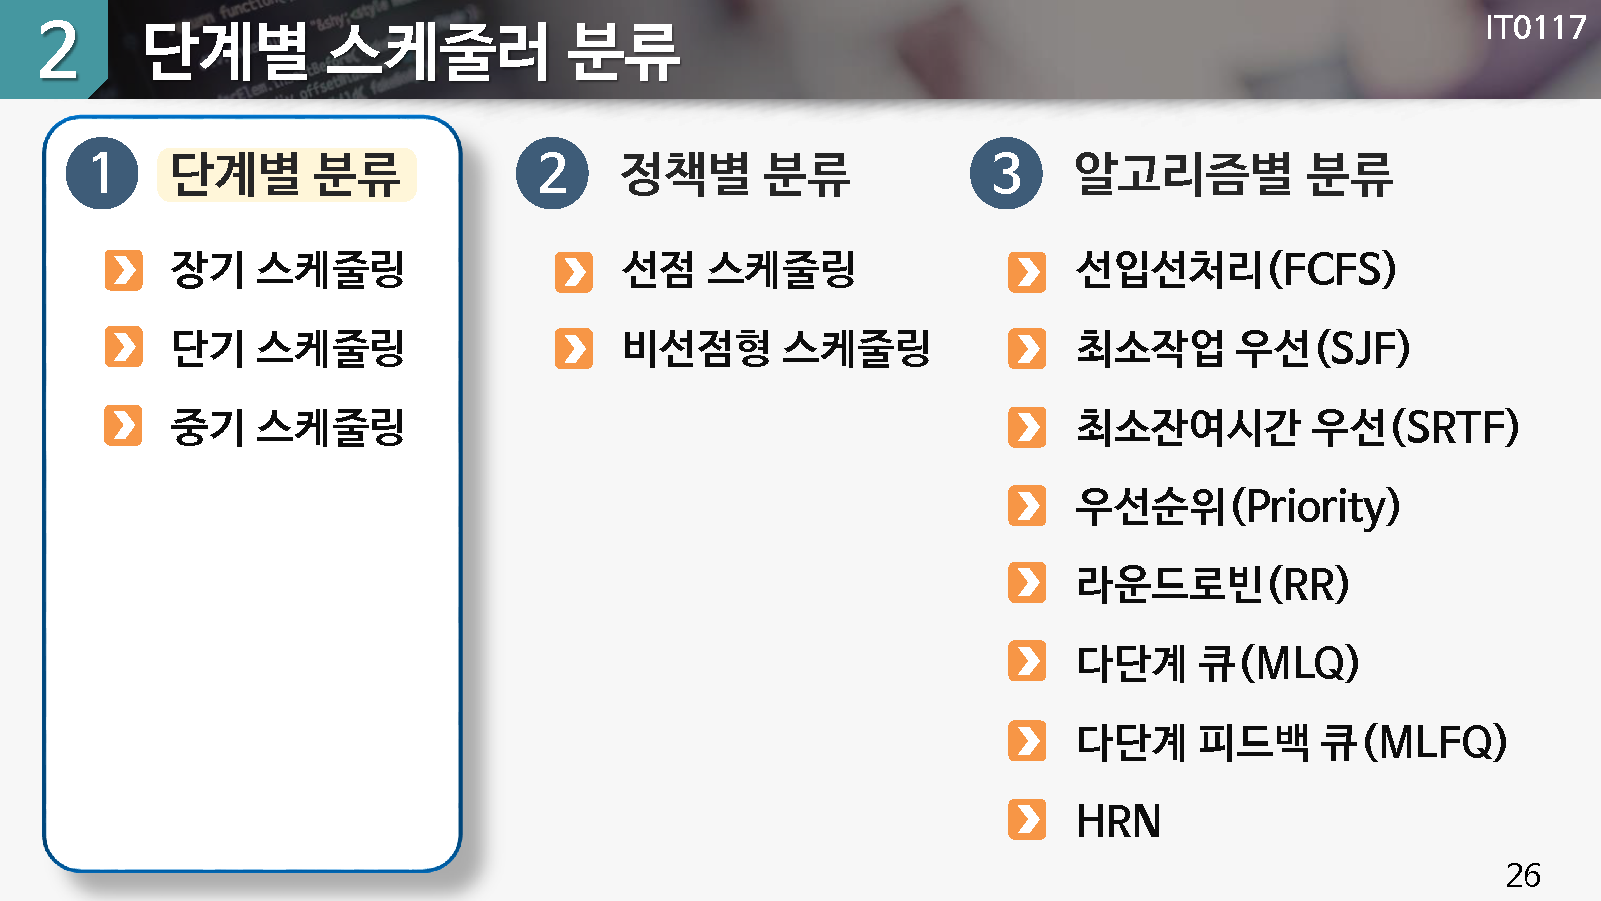 2
단계별 스케줄러 분류
IT0117
1 단계별 분류
장기 스케줄링
단기 스케줄링
중기 스케줄링
2 정책별 분류
선점 스케줄링
비선점형 스케줄링
3 알고리즘별 분류
선입선처리(FCFS)
최소작업 우선(SJF)
최소잔여시간 우선(SRTF)
우선순위(Priority)
라운드로빈(RR)
다단계 큐(MLQ)
다단계 피드백 큐(MLFQ)
HRN
26